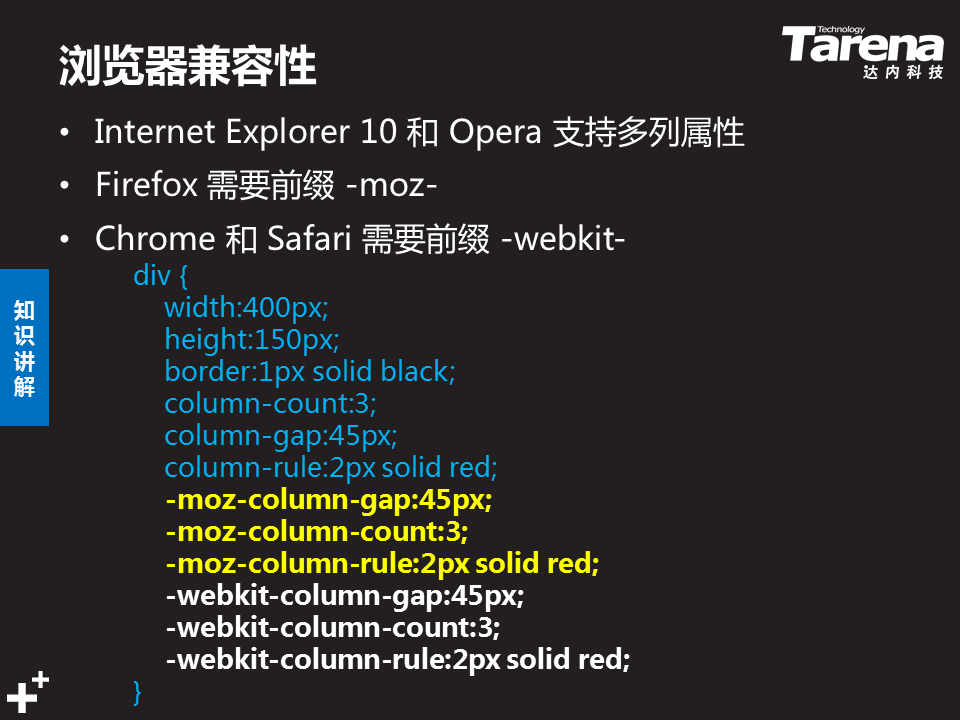 浏览器兼容性
Technology
Tarena
达内科技
• Internet Explorer 10 和 Opera 支持多列属性
• Firefox 需要前缀 -moz-
• Chrome 和 Safari 需要前缀 -webkit-
知识讲解
div {
width:400px;
height:150px;
border:1px solid black;
column-count:3;
column-gap:45px;
column-rule:2px solid red;
-moz-column-gap:45px;
-moz-column-count:3;
-moz-column-rule:2px solid red;
-webkit-column-gap:45px;
-webkit-column-count:3;
-webkit-column-rule:2px solid red;
}